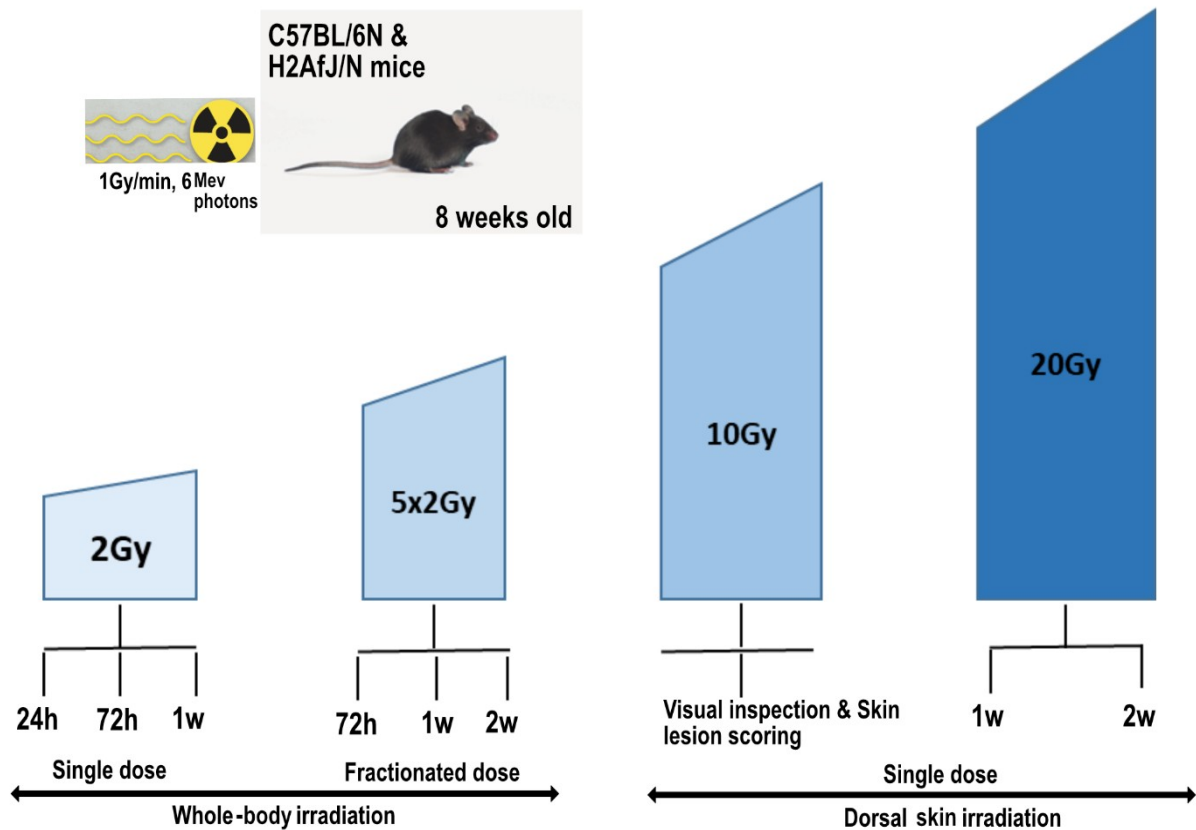 C57BL/6N &
H2AfJ/N mice
1Gy/min, 6 Mev
photons
8 weeks old
2Gy
5x2Gy
10Gy
20Gy
24h 72h 1w
72h 1w 2w
Visual inspection & Skin
lesion scoring
1w 2w
Single dose
Fractionated dose
Single dose
Whole-body irradiation
Dorsal skin irradiation